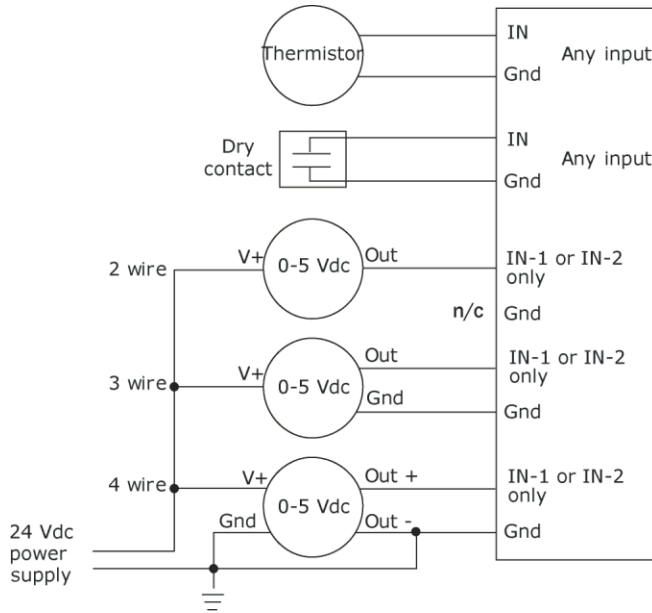 Thermistor
IN
Any input
Gnd
Dry
contact
IN
Any input
Gnd
2 wire
V+
0-5 Vdc
Out
IN-1 or IN-2
only
n/c
Gnd
3 wire
V+
0-5 Vdc
Out
IN-1 or IN-2
only
Gnd
Gnd
4 wire
V+
0-5 Vdc
Out +
IN-1 or IN-2
only
Gnd
Out -
Gnd
24 Vdc
power
supply